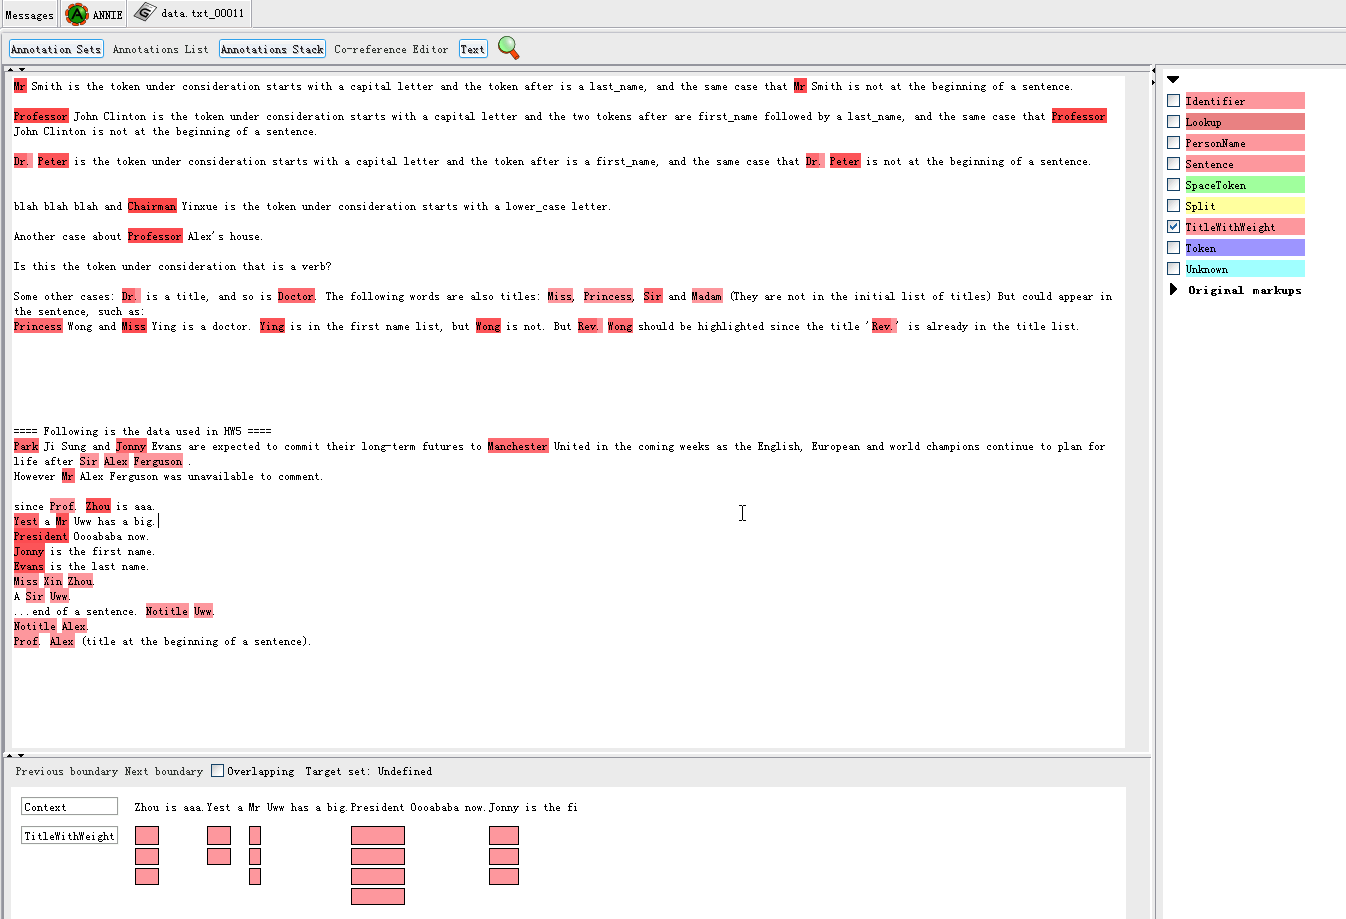 Messages ANNIE data.txt_00011
Annotation Sets Annotations List Annotations Stack Co-reference Editor Text
Mr Smith is the token under consideration starts with a capital letter and the token after is a last_name, and the same case that Mr Smith is not at the beginning of a sentence.
Professor John Clinton is the token under consideration starts with a capital letter and the two tokens after are first_name followed by a last_name, and the same case that Professor
John Clinton is not at the beginning of a sentence.
Dr. Peter is the token under consideration starts with a capital letter and the token after is a first_name, and the same case that Dr. Peter is not at the beginning of a sentence.
blah blah blah and Chairman Yinxue is the token under consideration starts with a lower_case letter.
Another case about Professor Alex's house.
Is this the token under consideration that is a verb?
Some other cases: Dr. is a title, and so is Doctor. The following words are also titles: Miss, Princess, Sir and Madam (They are not in the initial list of titles) But could appear in
the sentence, such as:
Princess Wong and Miss Ying is a doctor. Ying is in the first name list, but Wong is not. But Rev. Wong should be highlighted since the title 'Rev.' is already in the title list.
==== Following is the data used in HW5 ====
Park Ji Sung and Jonny Evans are expected to commit their long-term futures to Manchester United in the coming weeks as the English, European and world champions continue to plan for
life after Sir Alex Ferguson .
However Mr Alex Ferguson was unavailable to comment.
since Prof. Zhou is aaa.
Yest a Mr Uww has a big.
President Oooababa now.
Jonny is the first name.
Evans is the last name.
Miss Xin Zhou.
A Sir Uww.
...end of a sentence. Notitle Uww.
Notitle Alex.
Prof. Alex (title at the beginning of a sentence).
Previous boundary Next boundary Overlapping Target set: Undefined
Context Zhou is aaa. Yest a Mr Uww has a big. President Oooababa now. Jonny is the fi
TitleWithWeight
Identifier
Lookup
PersonName
Sentence
SpaceToken
Split
TitleWithWeight
Token
Unknown
Original markups